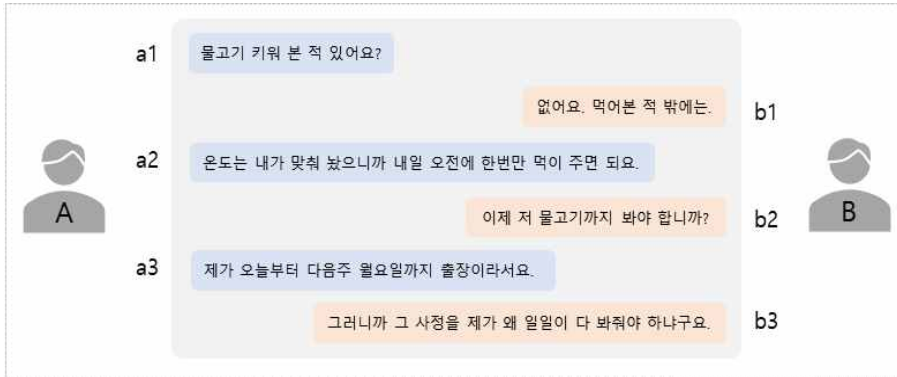 a1 물고기 키워 본 적 있어요?
없어요. 먹어본 적 밖에는. b1
a2 온도는 내가 맞춰 놨으니까 내일 오전에 한번만 먹이 주면 되요.
A
이제 저 물고기까지 봐야 합니까? b2
B
a3 제가 오늘부터 다음주 월요일까지 출장이라서요.
그러니까 그 사정을 제가 왜 일일이 다 봐줘야 하냐구요. b3